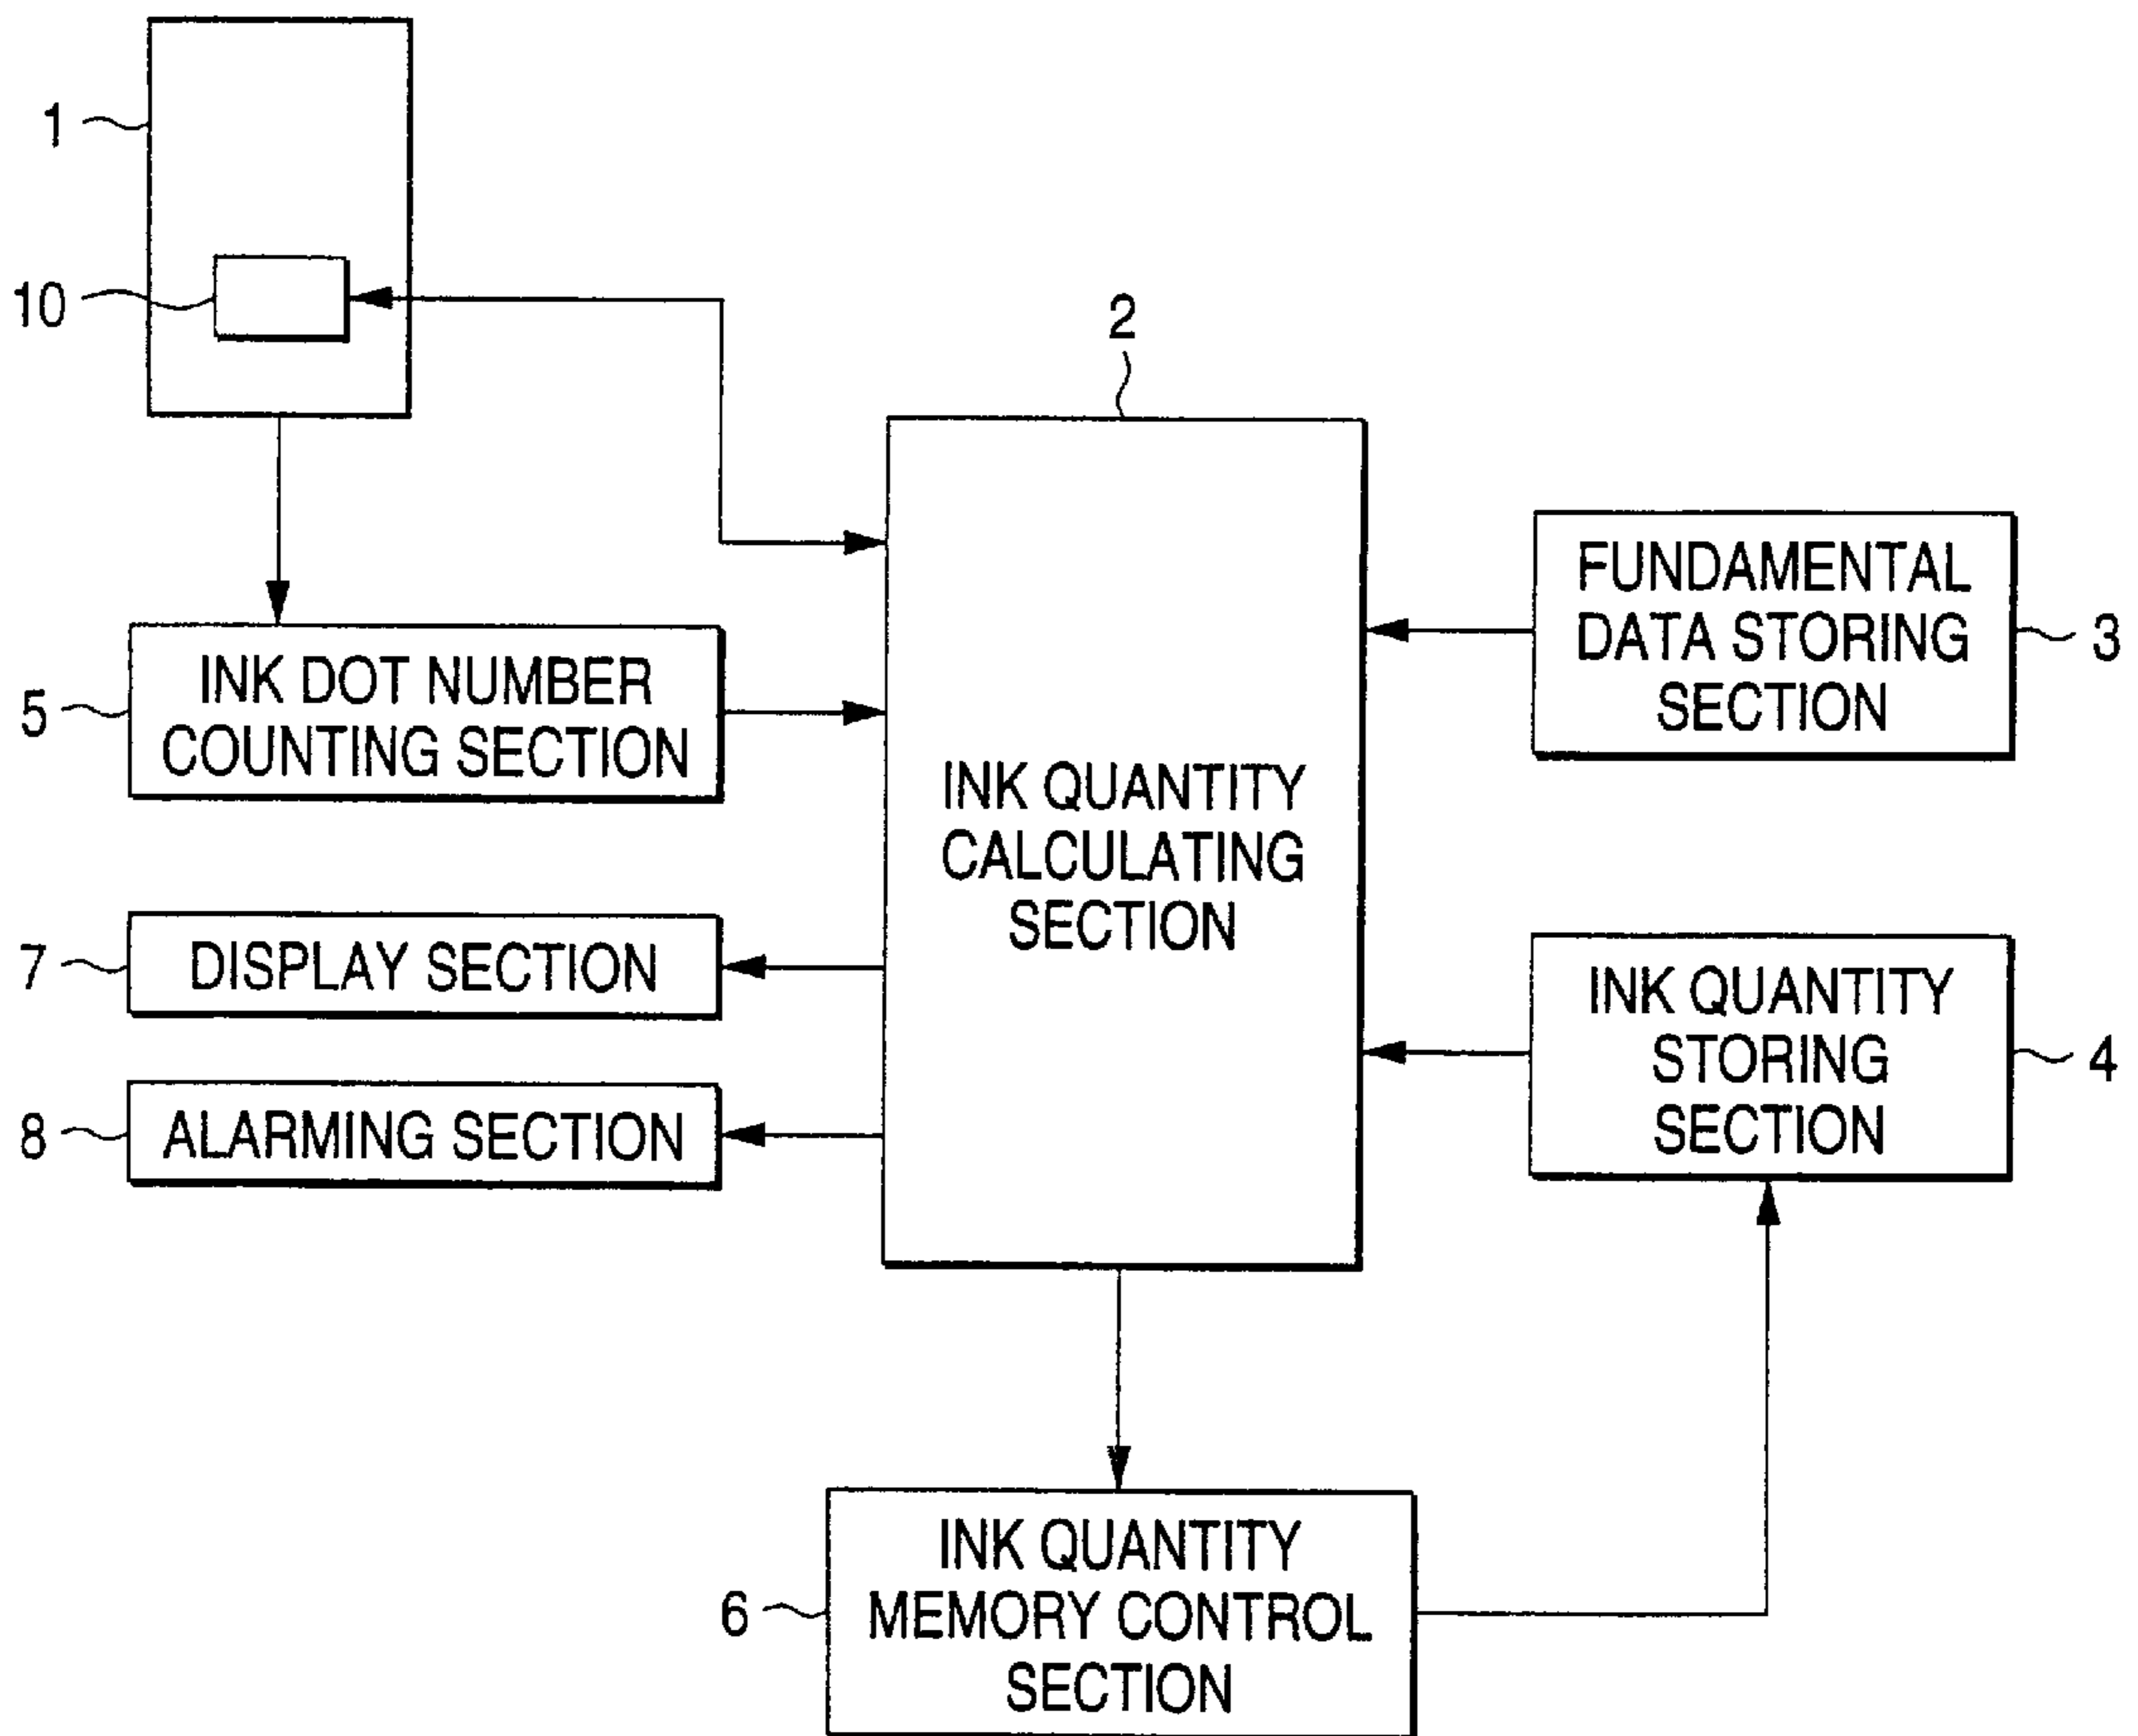 1
10
2
FUNDAMENTAL
DATA STORING
SECTION
3
INK DOT NUMBER
COUNTING SECTION
5
INK QUANTITY
CALCULATING
SECTION
DISPLAY SECTION
7
INK QUANTITY
STORING
SECTION
4
ALARMING SECTION
8
INK QUANTITY
MEMORY CONTROL
SECTION
6